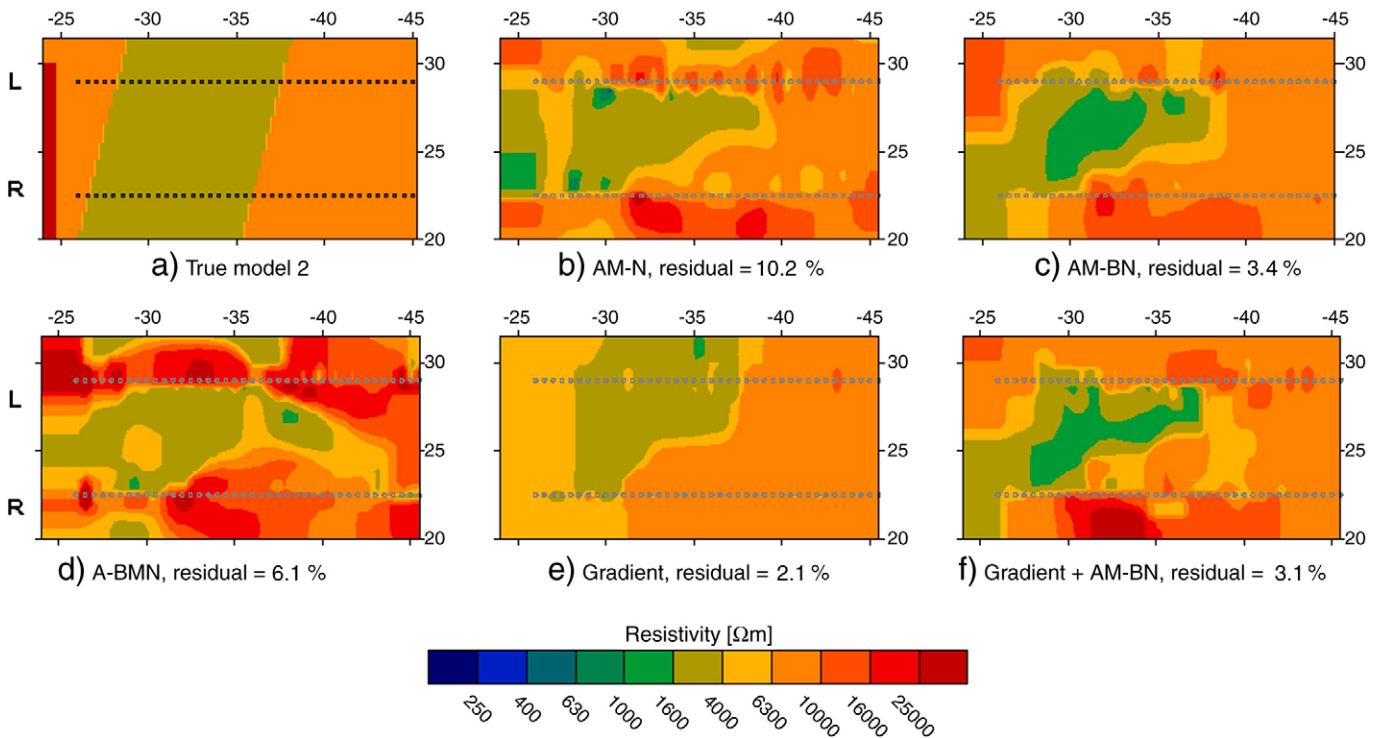 -25 -30 -35 -40 -45
-25 -30 -35 -40 -45
-25 -30 -35 -40 -45
L
R
30
25
20
30
25
20
30
25
20
a) True model 2
b) AM-N, residual = 10.2 %
c) AM-BN, residual = 3.4 %
-25 -30 -35 -40 -45
-25 -30 -35 -40 -45
-25 -30 -35 -40 -45
L
R
30
25
20
30
25
20
30
25
20
d) A-BMN, residual = 6.1 %
e) Gradient, residual = 2.1 %
f) Gradient + AM-BN, residual = 3.1 %
Resistivity [Ωm]
250 400 630 1000 1600 4000 6300 10000 16000 25000